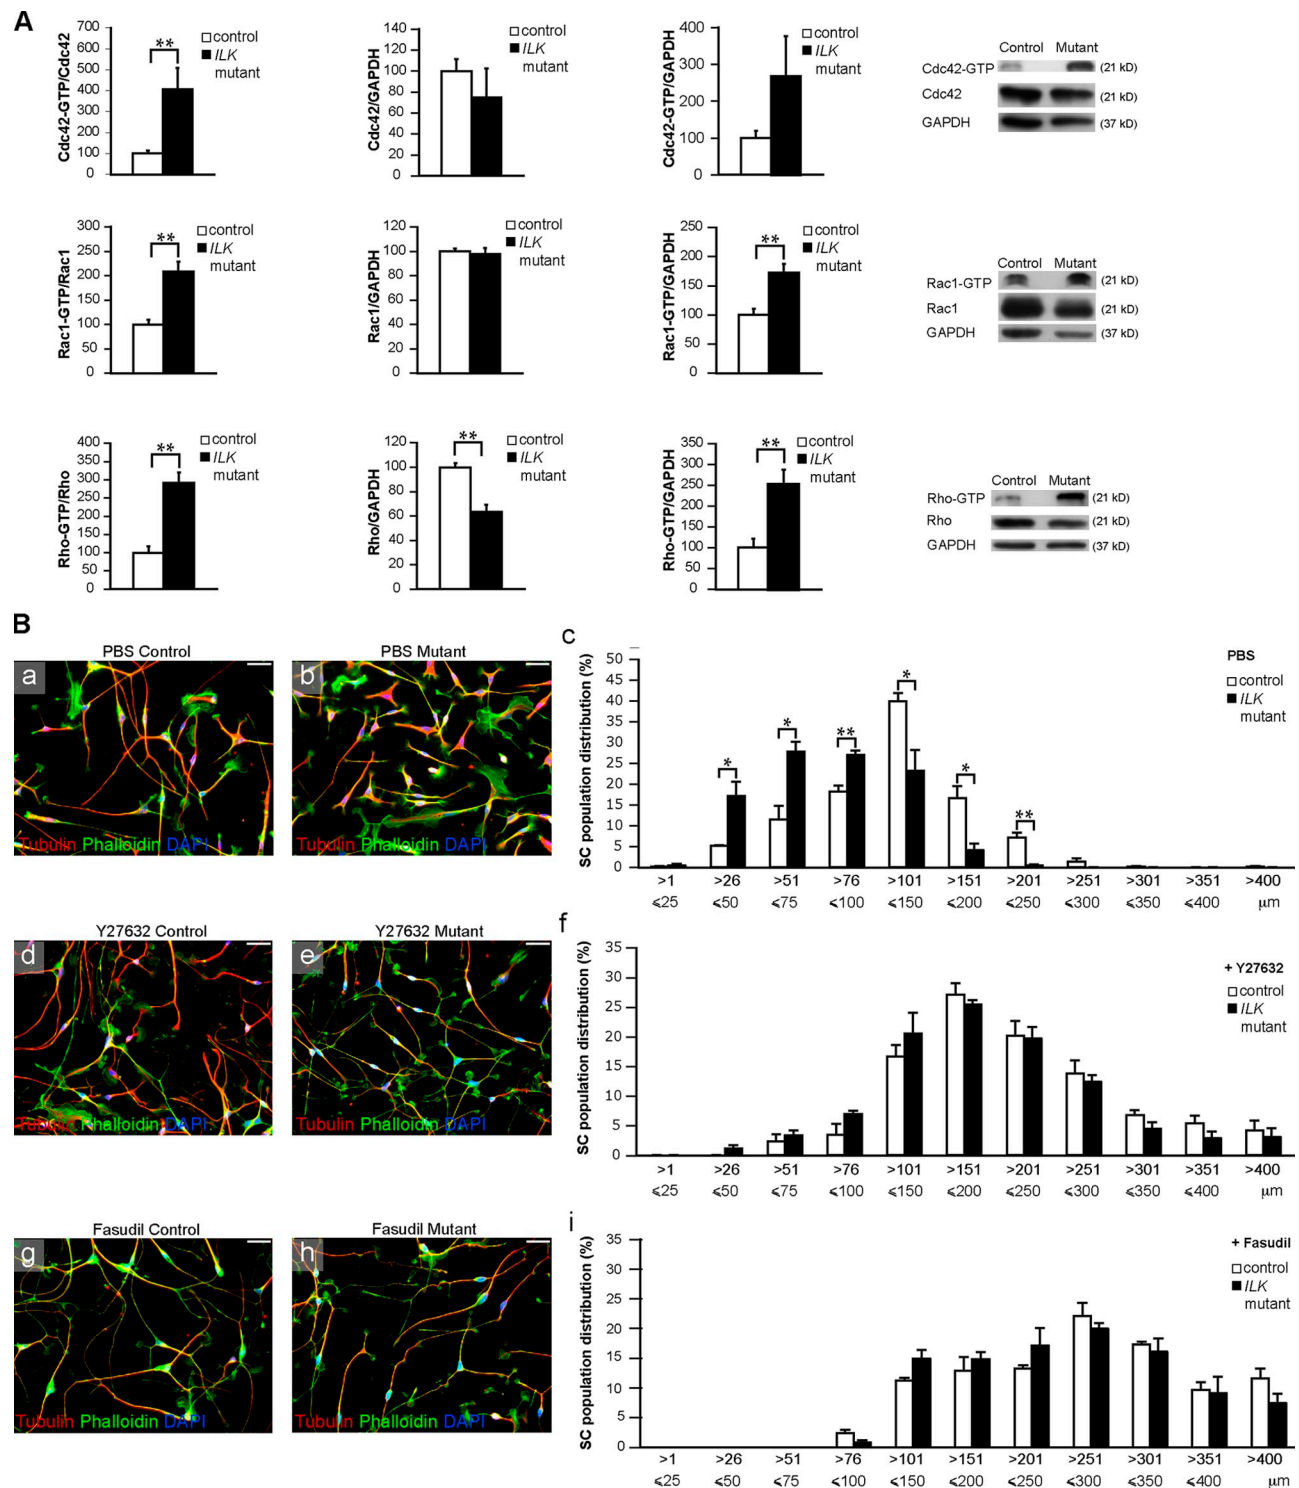 A
Cdc42-GTP/Cdc42
700
600
500
400
300
200
100
0
**
control
ILK
mutant
Cdc42/GAPDH
140
120
100
80
60
40
20
0
control
ILK
mutant
Cdc42-GTP/GAPDH
400
300
200
100
0
control
ILK
mutant
Control Mutant
Cdc42-GTP (21 kD)
Cdc42 (21 kD)
GAPDH (37 kD)
Rac1-GTP/Rac1
300
250
200
150
100
50
0
**
control
ILK
mutant
Rac1/GAPDH
120
100
80
60
40
20
0
control
ILK
mutant
Rac1-GTP/GAPDH
250
200
150
100
50
0
**
control
ILK
mutant
Control Mutant
Rac1-GTP (21 kD)
Rac1 (21 kD)
GAPDH (37 kD)
Rho-GTP/Rho
400
350
300
250
200
150
100
50
0
**
control
ILK
mutant
Rho/GAPDH
120
100
80
60
40
20
0
**
control
ILK
mutant
Rho-GTP/GAPDH
350
300
250
200
150
100
50
0
**
control
ILK
mutant
Control Mutant
Rho-GTP (21 kD)
Rho (21 kD)
GAPDH (37 kD)
B
PBS Control
a
Tubulin Phalloidin DAPI
PBS Mutant
b
Tubulin Phalloidin DAPI
c
SC population distribution (%)
50
45
40
35
30
25
20
15
10
5
0
* * ** * * **
PBS
control
ILK
mutant
>1 >26 >51 >76 >101 >151 >201 >251 >301 >351 >400
⩽25 ⩽50 ⩽75 ⩽100 ⩽150 ⩽200 ⩽250 ⩽300 ⩽350 ⩽400 μm
Y27632 Control
d
Tubulin Phalloidin DAPI
Y27632 Mutant
e
Tubulin Phalloidin DAPI
f
SC population distribution (%)
35
30
25
20
15
10
5
0
+ Y27632
control
ILK
mutant
>1 >26 >51 >76 >101 >151 >201 >251 >301 >351 >400
⩽25 ⩽50 ⩽75 ⩽100 ⩽150 ⩽200 ⩽250 ⩽300 ⩽350 ⩽400 μm
Fasudil Control
g
Tubulin Phalloidin DAPI
Fasudil Mutant
h
Tubulin Phalloidin DAPI
i
SC population distribution (%)
35
30
25
20
15
10
5
0
+ Fasudil
control
ILK
mutant
>1 >26 >51 >76 >101 >151 >201 >251 >301 >351 >400
⩽25 ⩽50 ⩽75 ⩽100 ⩽150 ⩽200 ⩽250 ⩽300 ⩽350 ⩽400 μm